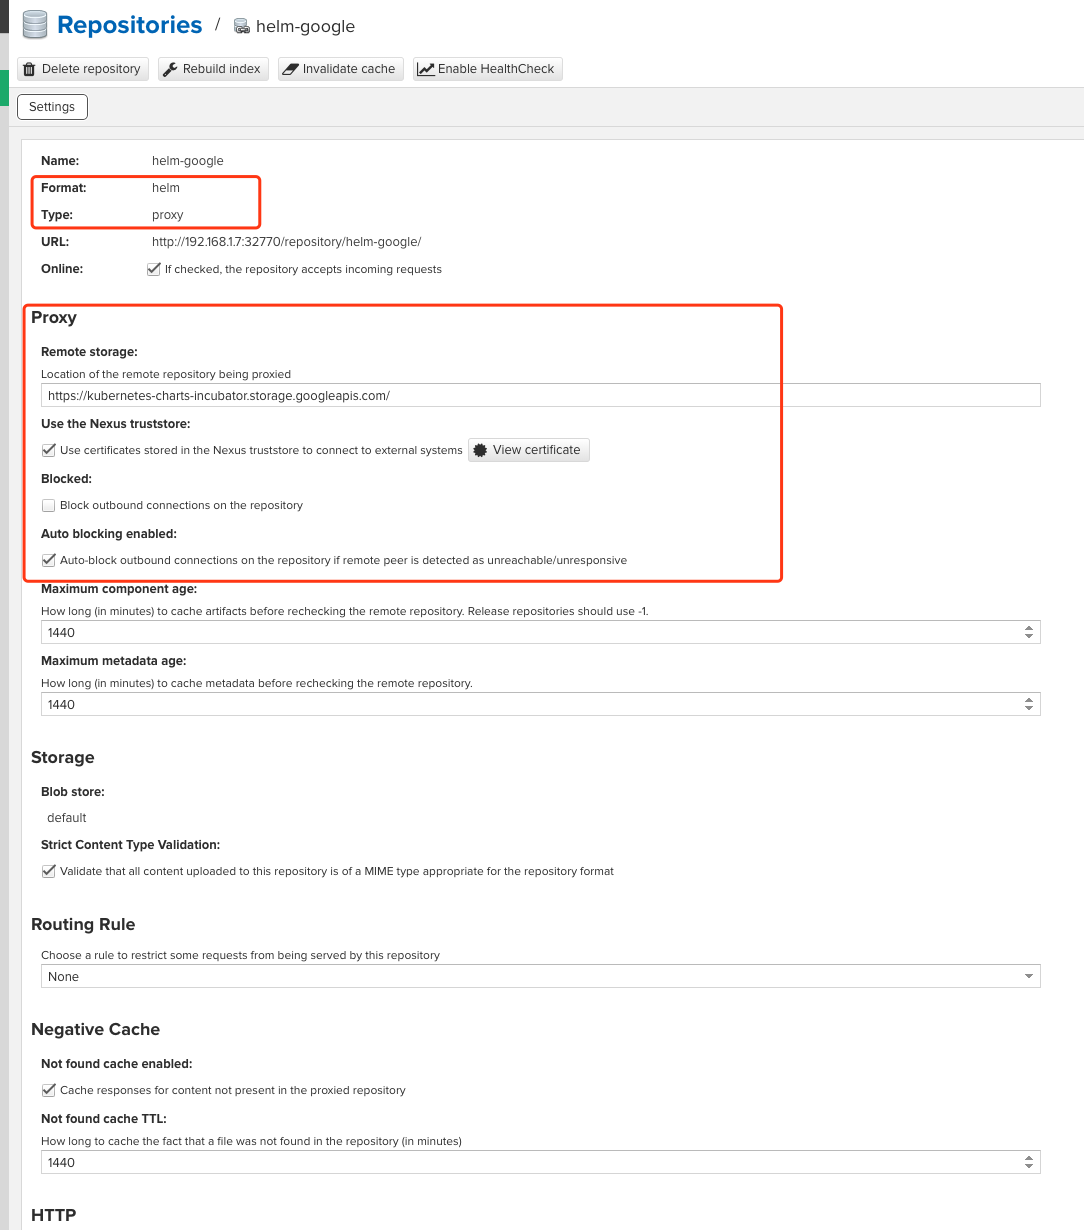 Repositories / helm-google
Delete repository Rebuild index Invalidate cache Enable HealthCheck
Settings
Name: helm-google
Format: helm
Type: proxy
URL: http://192.168.1.7:32770/repository/helm-google/
Online: If checked, the repository accepts incoming requests
Proxy
Remote storage:
Location of the remote repository being proxied
https://kubernetes-charts-incubator.storage.googleapis.com/
Use the Nexus truststore:
Use certificates stored in the Nexus truststore to connect to external systems View certificate
Blocked:
Block outbound connections on the repository
Auto blocking enabled:
Auto-block outbound connections on the repository if remote peer is detected as unreachable/unresponsive
Maximum component age:
How long (in minutes) to cache artifacts before rechecking the remote repository. Release repositories should use -1.
1440
Maximum metadata age:
How long (in minutes) to cache metadata before rechecking the remote repository.
1440
Storage
Blob store:
default
Strict Content Type Validation:
Validate that all content uploaded to this repository is of a MIME type appropriate for the repository format
Routing Rule
Choose a rule to restrict some requests from being served by this repository
None
Negative Cache
Not found cache enabled:
Cache responses for content not present in the proxied repository
Not found cache TTL:
How long to cache the fact that a file was not found in the repository (in minutes)
1440
HTTP